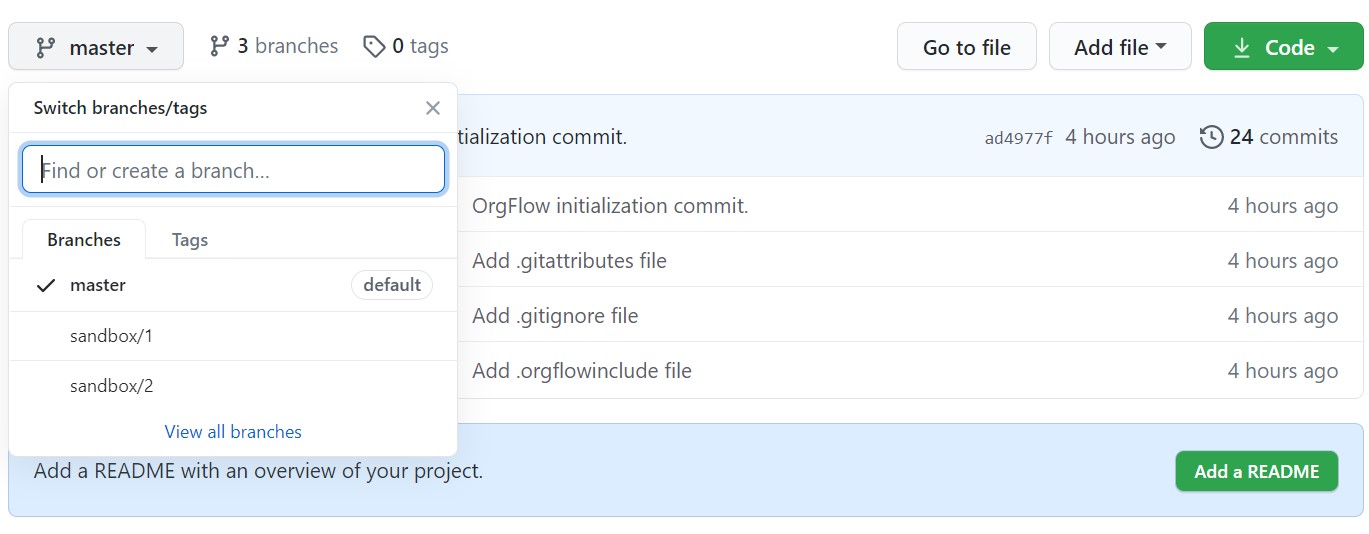 master 3 branches 0 tags Go to file Add file Code
Switch branches/tags
tialization commit. ad4977f 4 hours ago 24 commits
Find or create a branch...
OrgFlow initialization commit. 4 hours ago
Branches Tags
Add .gitattributes file 4 hours ago
master default
Add .gitignore file 4 hours ago
sandbox/1
Add .orgflowinclude file 4 hours ago
sandbox/2
View all branches
Add a README with an overview of your project. Add a README